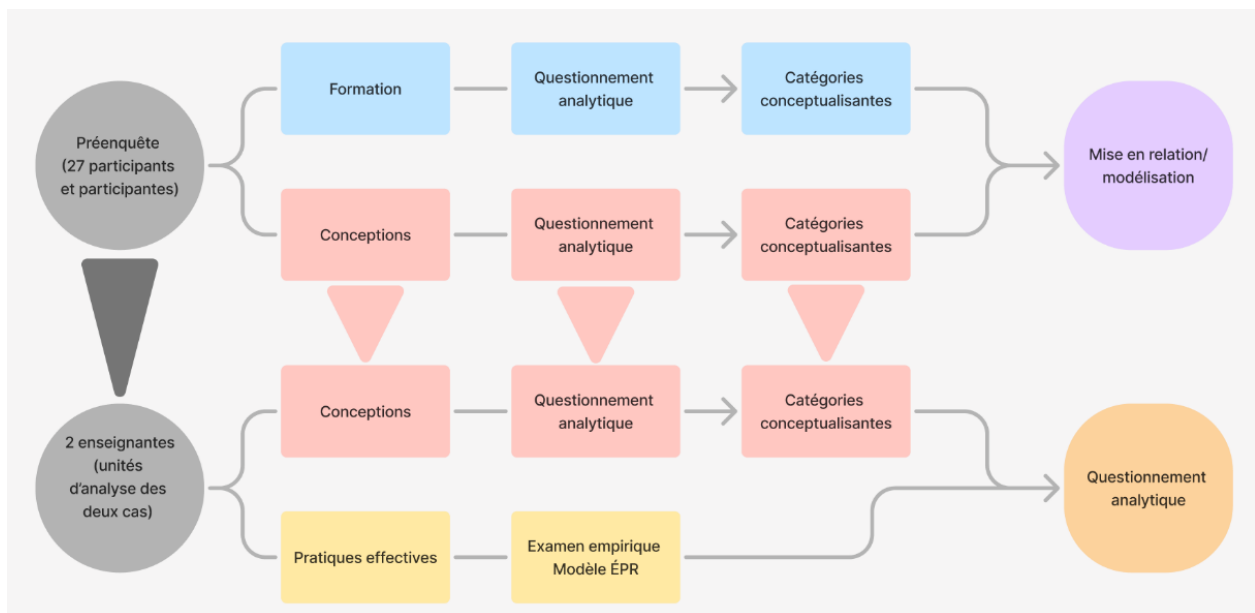 Préenquête
(27 participants
et participantes)
Formation
Questionnement
analytique
Catégories
conceptualisantes
Conceptions
Questionnement
analytique
Catégories
conceptualisantes
Mise en relation/
modélisation
2 enseignantes
(unités
d’analyse des
deux cas)
Conceptions
Questionnement
analytique
Catégories
conceptualisantes
Pratiques effectives
Examen empirique
Modèle ÉPR
Questionnement
analytique